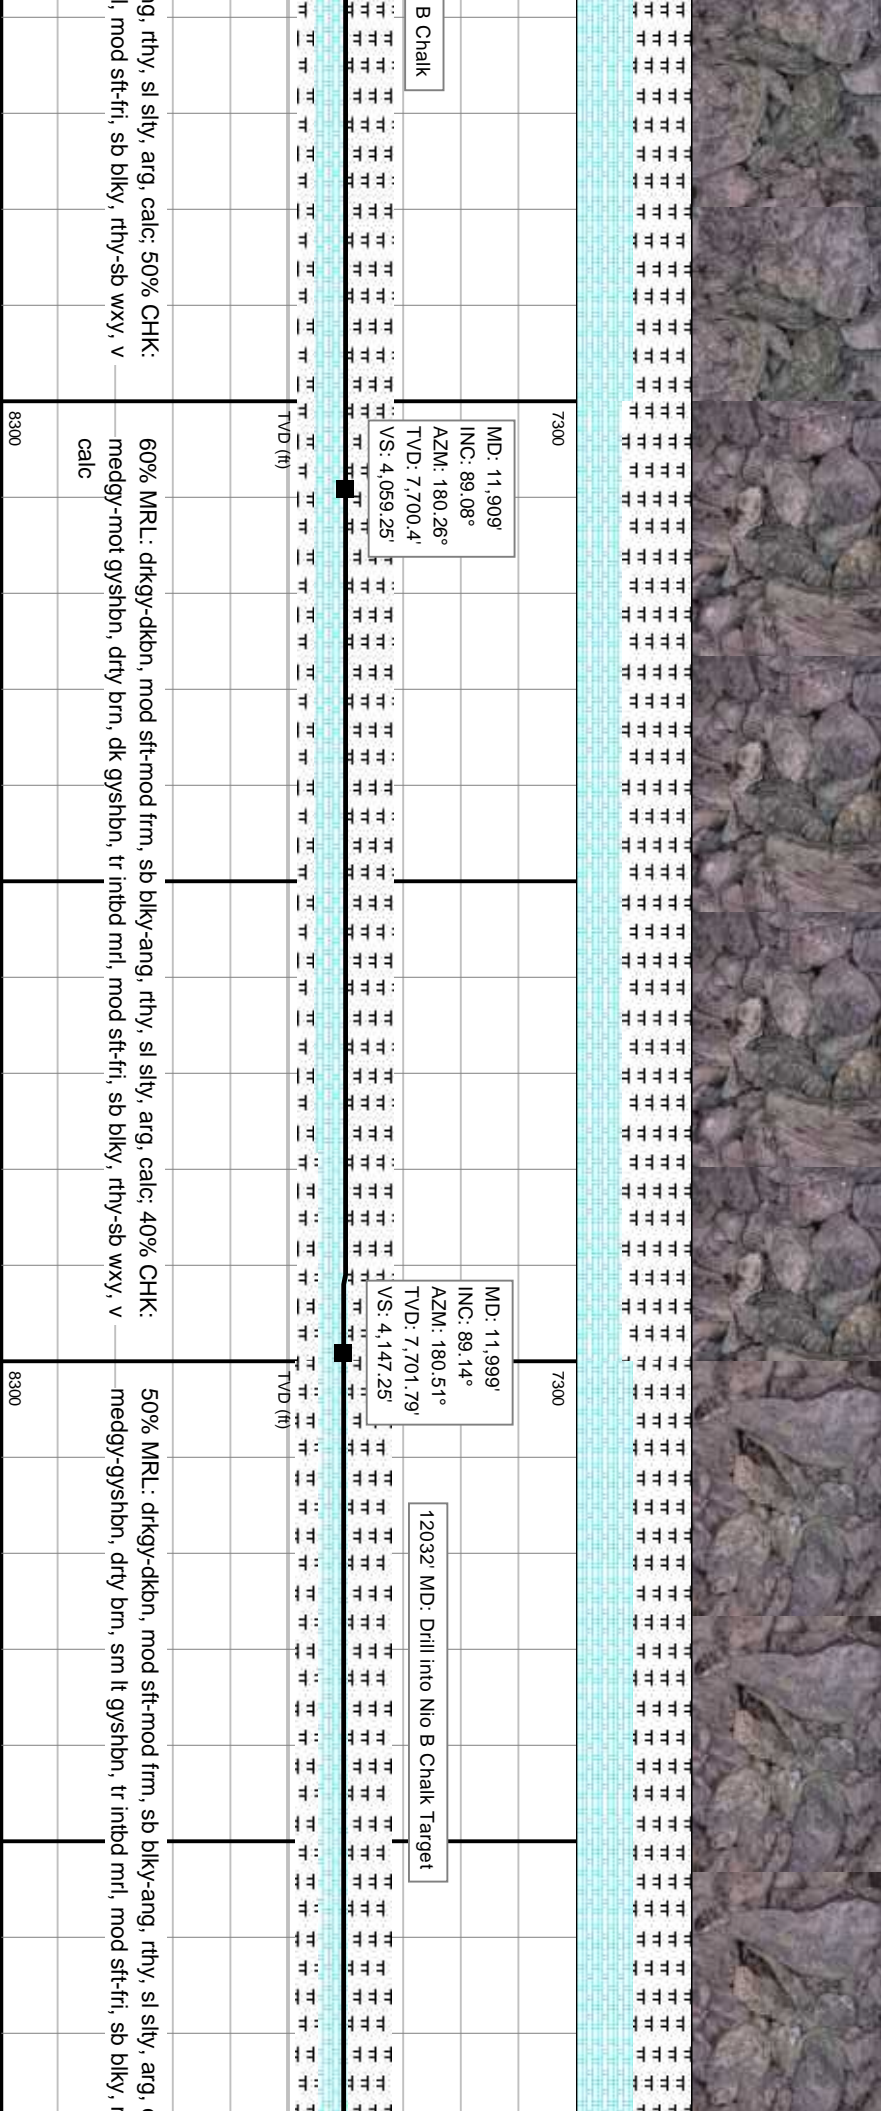 B Chalk
ng, rthy, sl slty, arg, calc; 50% CHK:
l, mod sft-fri, sb blky, rthy-sb wxy, v
7300
TVD (ft)
8300
MD: 11,909'
INC: 89.08°
AZM: 180.26°
TVD: 7,700.4'
VS: 4,059.25'
60% MRL: drkgy-dkbn, mod sft-mod frm, sb blky-ang, rthy, sl slty, arg, calc; 40% CHK:
medgy-mot gyshbn, drty brn, dk gyshbn, tr intbd mrl, mod sft-fri, sb blky, rthy-sb wxy, v
calc
MD: 11,999'
INC: 89.14°
AZM: 180.51°
TVD: 7,701.79'
VS: 4,147.25'
7300
TVD (ft)
8300
12032' MD: Drill into Nio B Chalk Target
50% MRL: drkgy-dkbn, mod sft-mod frm, sb blky-ang, rthy, sl slty, arg,
medgy-gyshbn, drty brn, sm lt gyshbn, tr intbd mrl, mod sft-fri, sb blky,